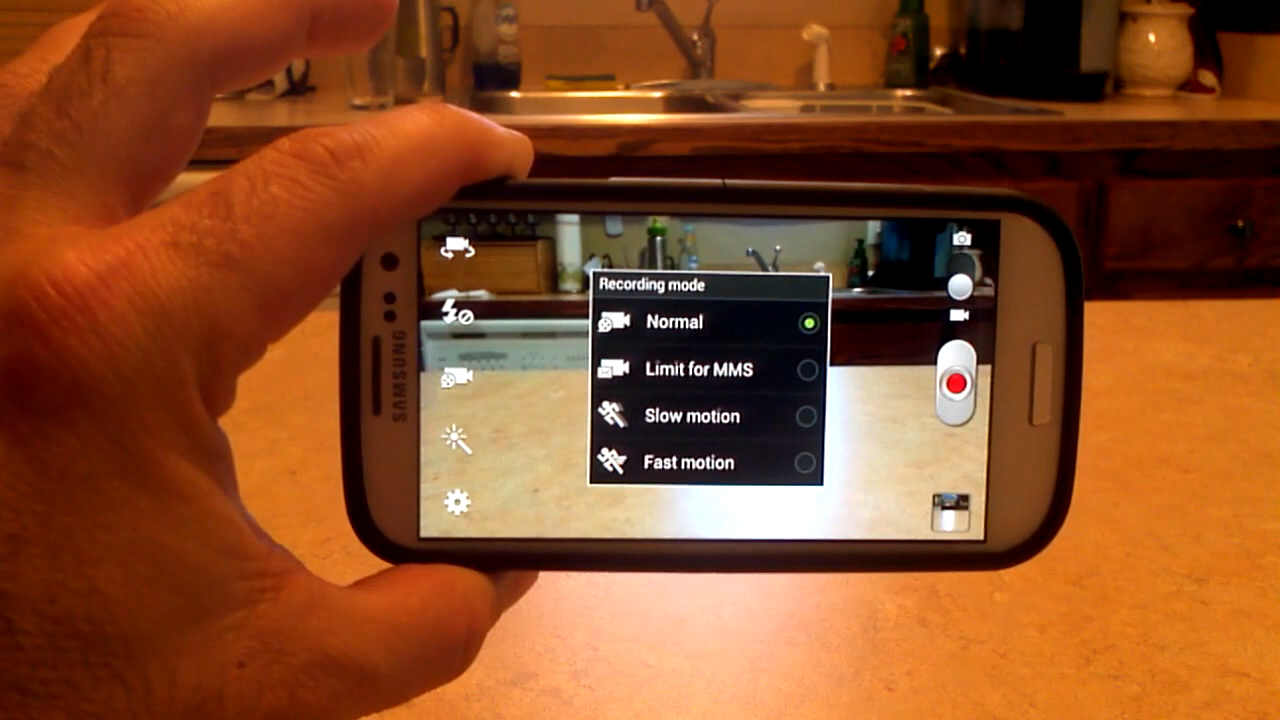 SAMSUNG
Recording mode
Normal
Limit for MMS
Slow motion
Fast motion